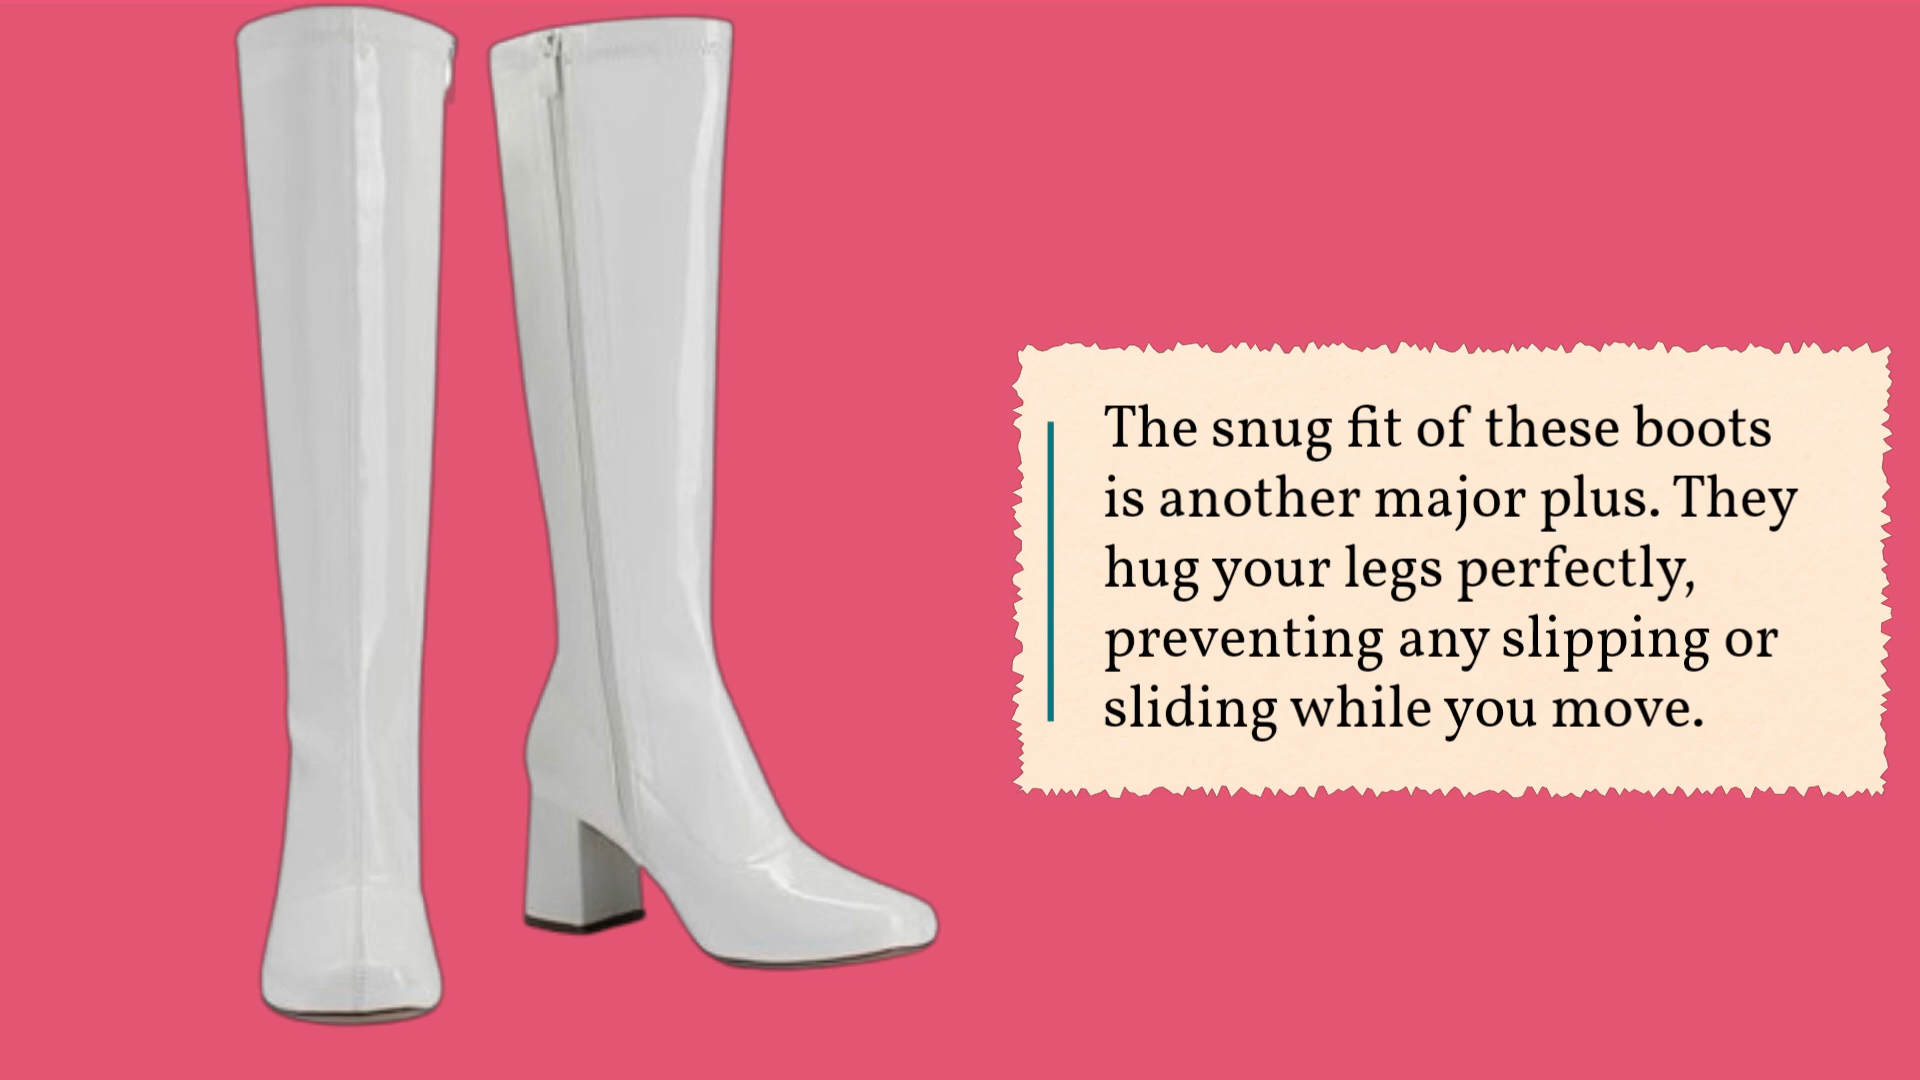 The snug fit of these boots
is another major plus. They
hug your legs perfectly,
preventing any slipping or
sliding while you move.